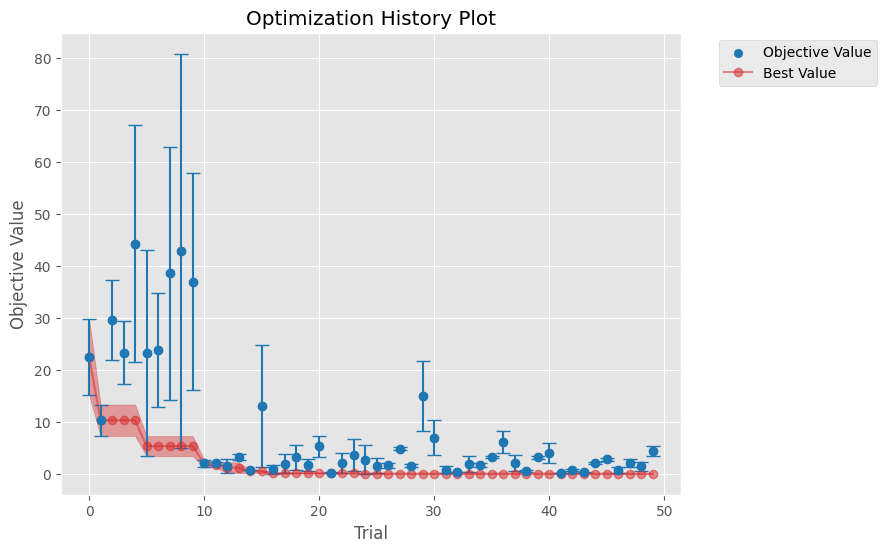 Optimization History Plot
Objective Value
Best Value
80
70
60
50
40
30
20
10
0
Objective Value
0 10 20 30 40 50
Trial